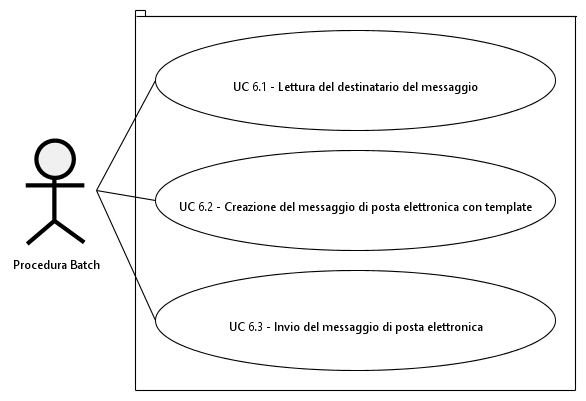 UC 6.1 - Lettura del destinatario del messaggio
UC 6.2 - Creazione del messaggio di posta elettronica con template
Procedura Batch
UC 6.3 - Invio del messaggio di posta elettronica